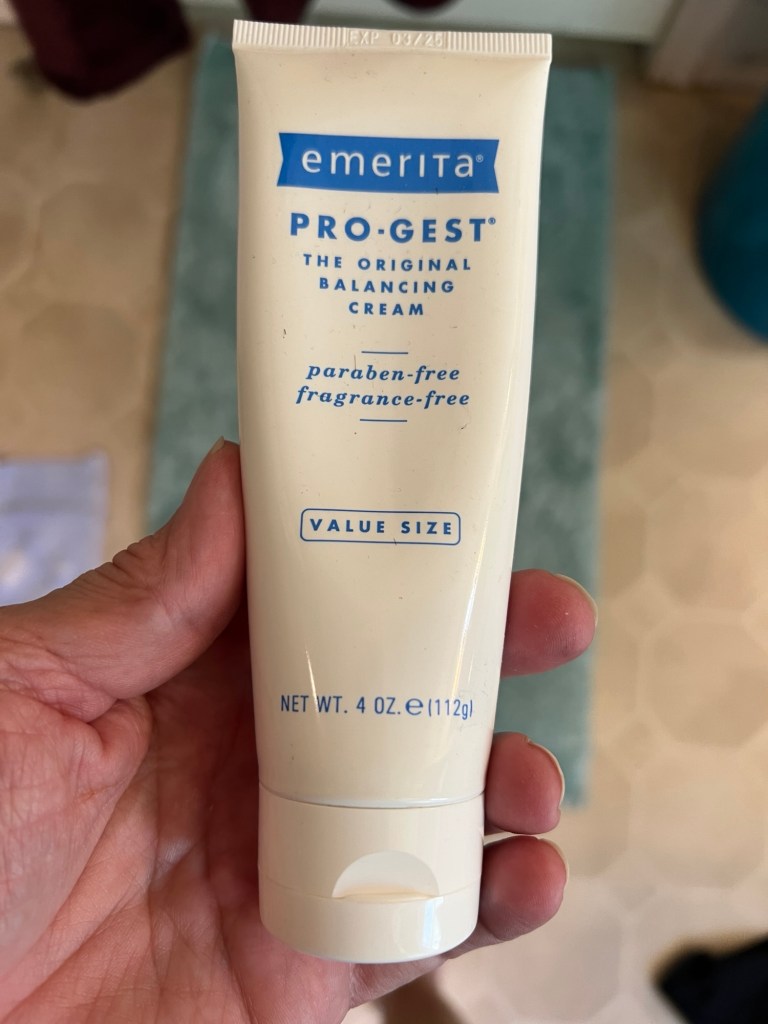 EXP 03/25
emerita®
PRO-GEST®
THE ORIGINAL
BALANCING
CREAM
paraben-free
fragrance-free
VALUE SIZE
NET WT. 4 OZ. ℮ (112g)